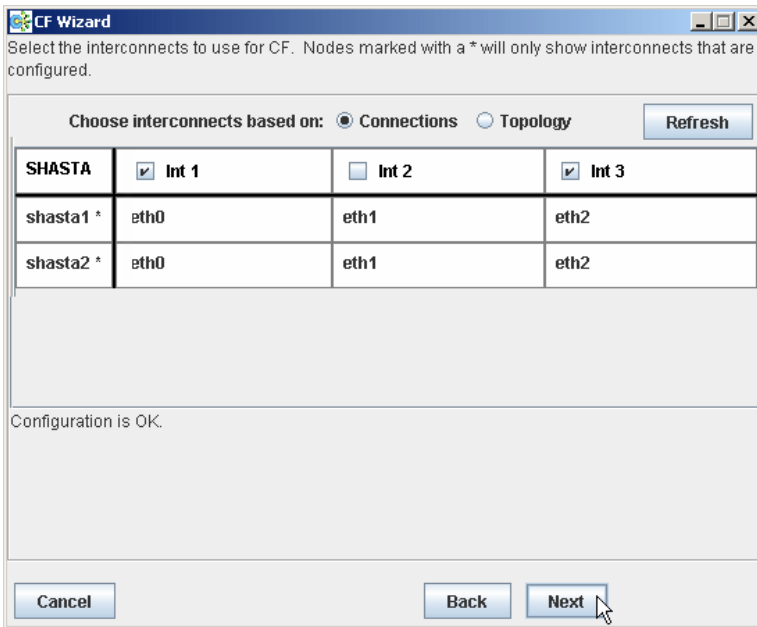 CF Wizard
Select the interconnects to use for CF. Nodes marked with a * will only show interconnects that are
configured.
Choose interconnects based on: Connections Topology Refresh
SHASTA Int 1 Int 2 Int 3
shasta1 * eth0 eth1 eth2
shasta2 * eth0 eth1 eth2
Configuration is OK.
Cancel Back Next